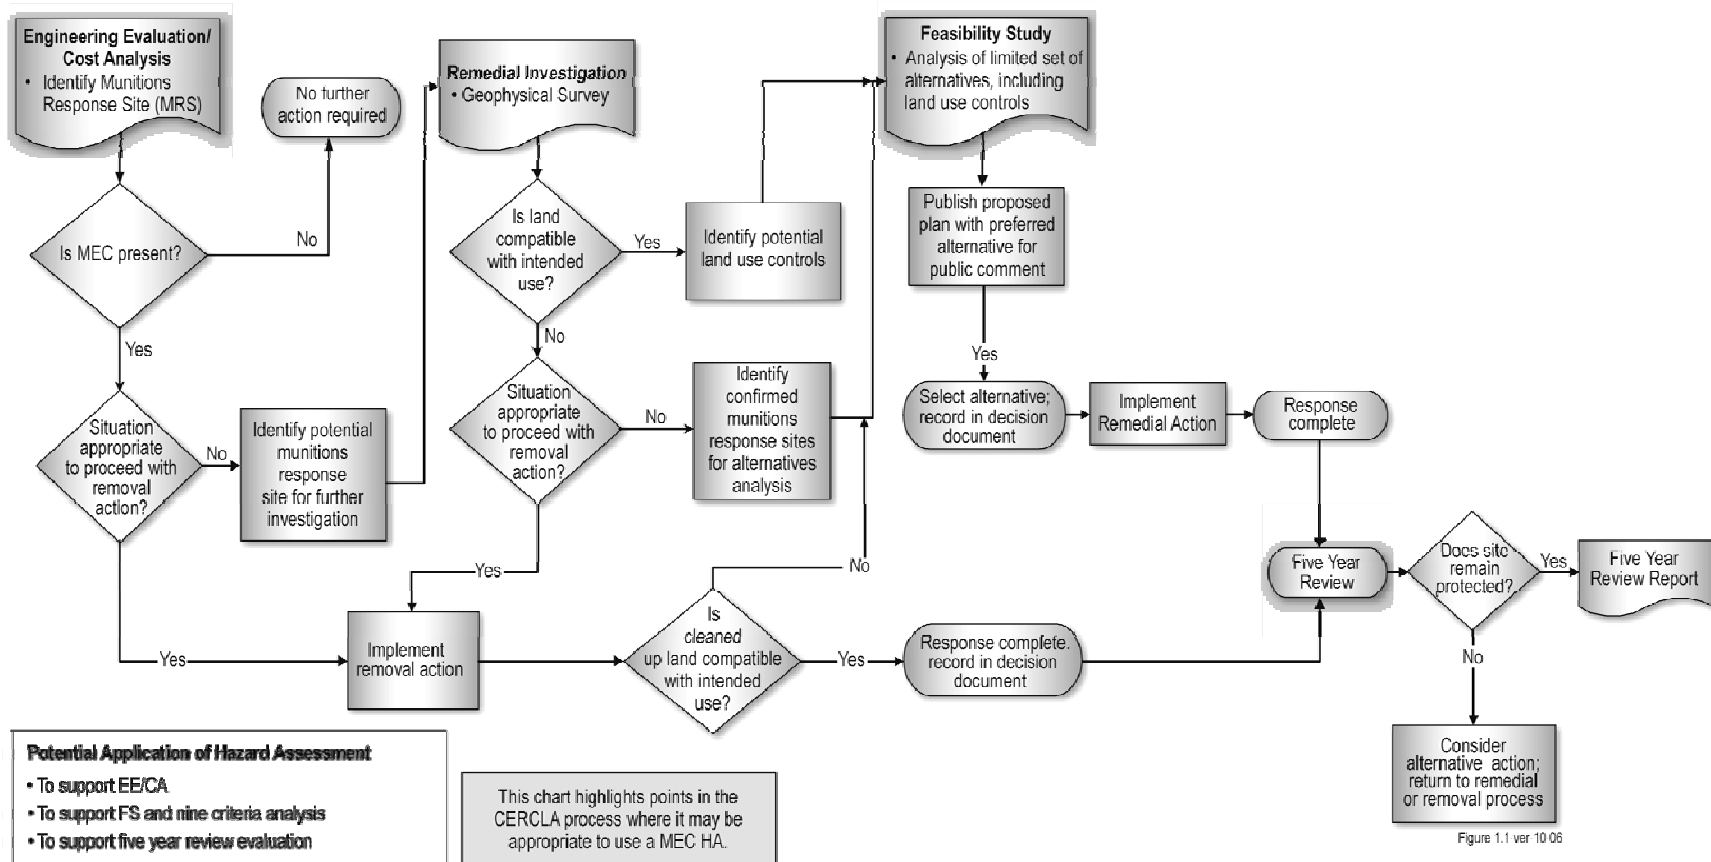 Engineering Evaluation/
Cost Analysis
• Identify Munitions
Response Site (MRS)
No further
action required
Is MEC present?
No
Yes
Situation
appropriate
to proceed with
removal
action?
No
Identify potential
munitions
response
site for further
investigation
Yes
Remedial Investigation
• Geophysical Survey
Is land
compatible
with intended
use?
Yes
Identify potential
land use controls
No
Situation
appropriate
to proceed with
removal
action?
No
Identify
confirmed
munitions
response sites
for alternatives
analysis
Yes
Implement
removal action
Is
cleaned
up land compatible
with intended
use?
No
Yes
Response complete.
record in decision
document
Feasibility Study
• Analysis of limited set of
alternatives, including
land use controls
Publish proposed
plan with preferred
alternative for
public comment
Yes
Select alternative;
record in decision
document
Implement
Remedial Action
Response
complete
Five Year
Review
Does site
remain
protected?
Yes
Five Year
Review Report
No
Consider
alternative action;
return to remedial
or removal process
Potential Application of Hazard Assessment
• To support EE/CA
• To support FS and nine criteria analysis
• To support five year review evaluation
This chart highlights points in the
CERCLA process where it may be
appropriate to use a MEC HA.
Figure 1.1 ver 10 06